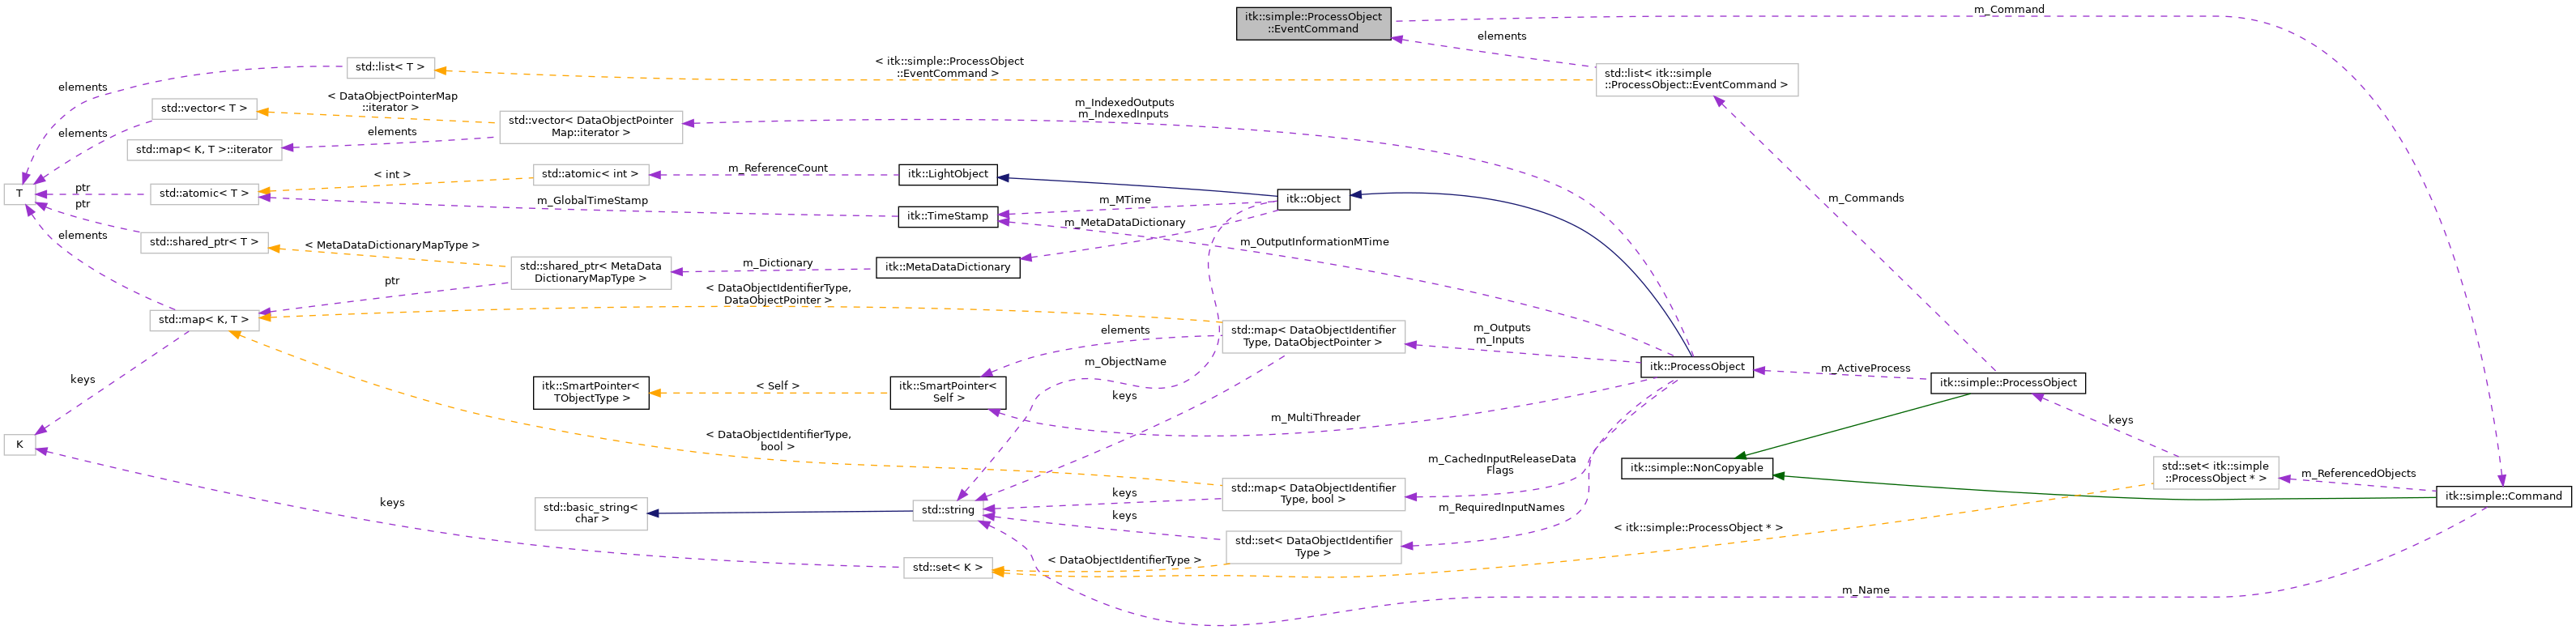 itk::simple::ProcessObject
::EventCommand
m_Command
elements
std::list< T >
< itk::simple::ProcessObject
::EventCommand >
std::list< itk::simple
::ProcessObject::EventCommand >
elements
std::vector< T >
< DataObjectPointerMap
::iterator >
std::vector< DataObjectPointer
Map::iterator >
m_IndexedOutputs
m_IndexedInputs
elements
elements
std::map< K, T >::iterator
T
ptr
std::atomic< T >
< int >
std::atomic< int >
m_ReferenceCount
itk::LightObject
ptr
m_GlobalTimeStamp
itk::TimeStamp
m_MTime
itk::Object
m_Commands
elements
std::shared_ptr< T >
< MetaDataDictionaryMapType >
std::shared_ptr< MetaData
DictionaryMapType >
m_Dictionary
itk::MetaDataDictionary
m_MetaDataDictionary
m_OutputInformationMTime
ptr
std::map< K, T >
< DataObjectIdentifierType,
DataObjectPointer >
elements
std::map< DataObjectIdentifier
Type, DataObjectPointer >
m_Outputs
m_Inputs
itk::ProcessObject
m_ActiveProcess
itk::simple::ProcessObject
keys
itk::SmartPointer<
TObjectType >
< Self >
itk::SmartPointer<
Self >
m_ObjectName
keys
m_MultiThreader
keys
K
< DataObjectIdentifierType,
bool >
m_CachedInputReleaseData
Flags
itk::simple::NonCopyable
std::set< itk::simple
::ProcessObject * >
m_ReferencedObjects
itk::simple::Command
keys
std::basic_string<
char >
std::string
keys
std::map< DataObjectIdentifier
Type, bool >
m_RequiredInputNames
keys
std::set< DataObjectIdentifier
Type >
< itk::simple::ProcessObject * >
std::set< K >
< DataObjectIdentifierType >
m_Name